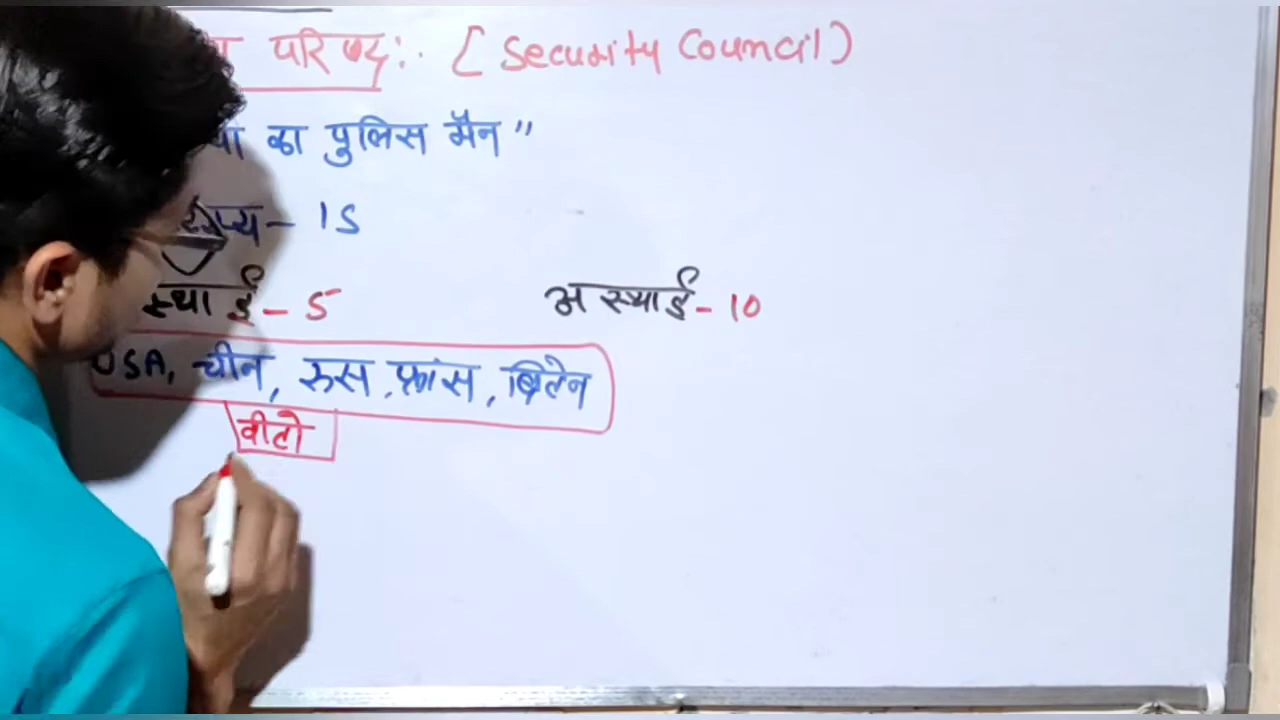 परिषद्:- (Security Council)
का पुलिस मैन"
15
स्थाई - 5 अस्थाई - 10
USA, चीन, रुस, फ्रांस, ब्रिटेन
वीटो